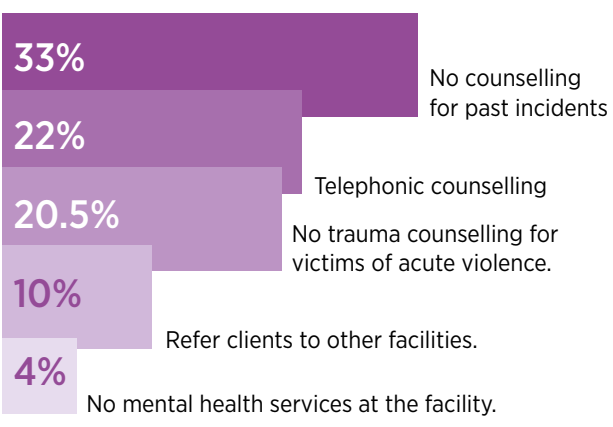 33%
No counselling
for past incidents
22%
Telephonic counselling
20.5%
No trauma counselling for
victims of acute violence.
10%
Refer clients to other facilities.
4%
No mental health services at the facility.